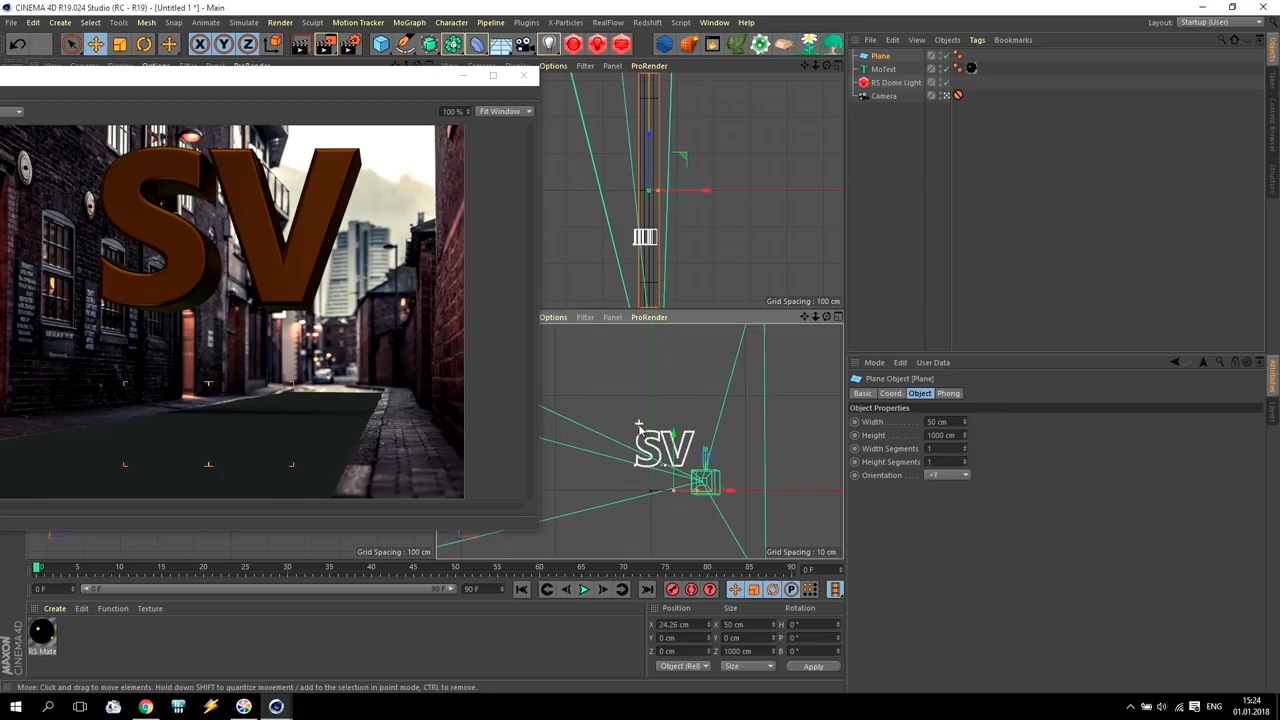 CINEMA 4D R19.024 Studio (RC - R19) - [Untitled 1 *] - Main
File Edit Create Select Tools Mesh Snap Animate Simulate Render Sculpt Motion Tracker MoGraph Character Pipeline Plugins X-Particles RealFlow Redshift Script Window Help
Layout: Startup (User)
File Edit View Objects Tags Bookmarks
Plane
MoText
RS Dome Light
Camera
Objects
Takes
Content Browser
Structure
Options Filter Panel ProRender
100 % Fit Window
SV
Grid Spacing : 100 cm
Options Filter Panel ProRender
SV
Grid Spacing : 100 cm
Grid Spacing : 10 cm
Mode Edit User Data
Attributes
Layers
Plane Object [Plane]
Basic Coord. Object Phong
Object Properties
Width 50 cm
Height 1000 cm
Width Segments 1
Height Segments 1
Orientation +Y
0 5 10 15 20 25 30 35 40 45 50 55 60 65 70 75 80 85 90
0 F
0 F 0 F 90 F 90 F
Create Edit Function Texture
RS Mate
MAXON CINEMA 4D
Position Size Rotation
X 24.26 cm X 50 cm H 0 °
Y 0 cm Y 0 cm P 0 °
Z 0 cm Z 1000 cm B 0 °
Object (Rel) Size Apply
Move: Click and drag to move elements. Hold down SHIFT to quantize movement / add to the selection in point mode, CTRL to remove.
ENG
15:24
01.01.2018